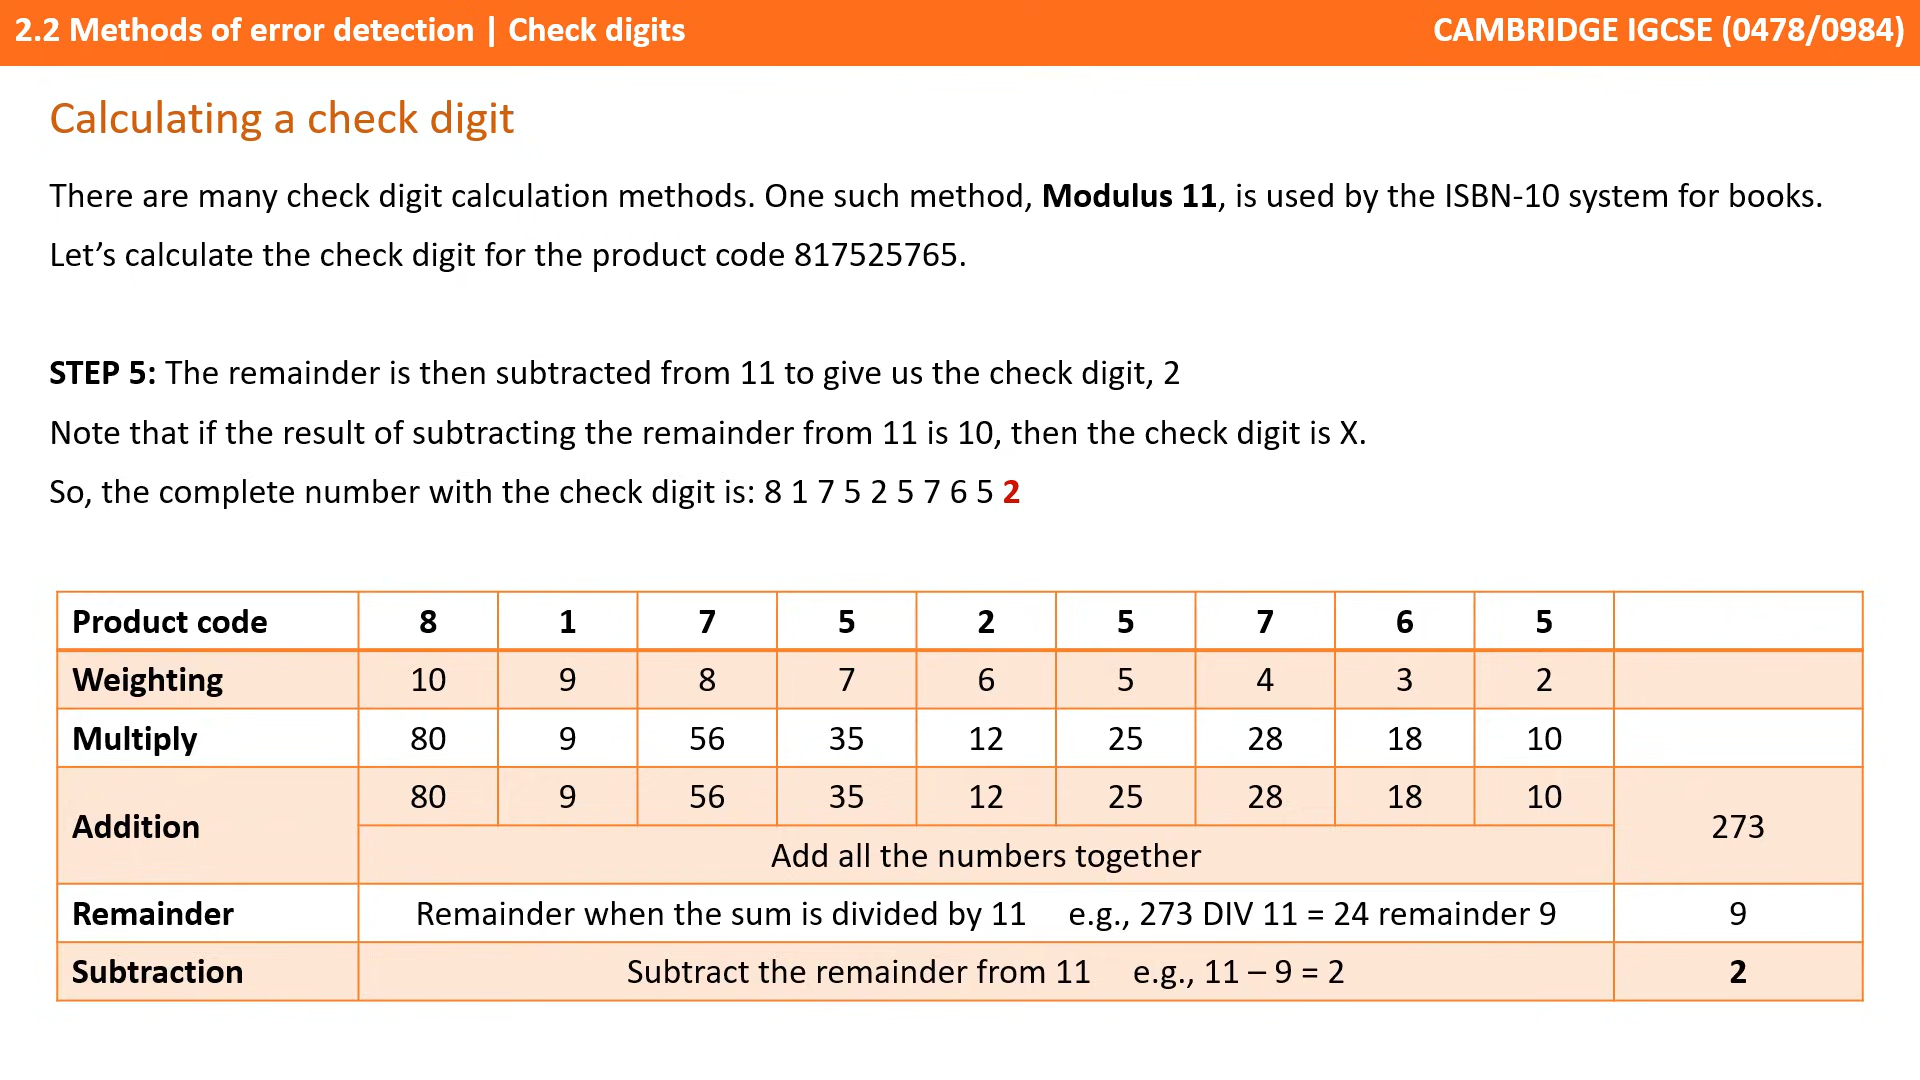 2.2 Methods of error detection | Check digits
CAMBRIDGE IGCSE (0478/0984)
Calculating a check digit
There are many check digit calculation methods. One such method, Modulus 11, is used by the ISBN-10 system for books.
Let’s calculate the check digit for the product code 817525765.
STEP 5: The remainder is then subtracted from 11 to give us the check digit, 2
Note that if the result of subtracting the remainder from 11 is 10, then the check digit is X.
So, the complete number with the check digit is: 8 1 7 5 2 5 7 6 5 2
Product code 8 1 7 5 2 5 7 6 5
Weighting 10 9 8 7 6 5 4 3 2
Multiply 80 9 56 35 12 25 28 18 10
Addition 80 9 56 35 12 25 28 18 10 273
Add all the numbers together
Remainder Remainder when the sum is divided by 11 e.g., 273 DIV 11 = 24 remainder 9 9
Subtraction Subtract the remainder from 11 e.g., 11 – 9 = 2 2